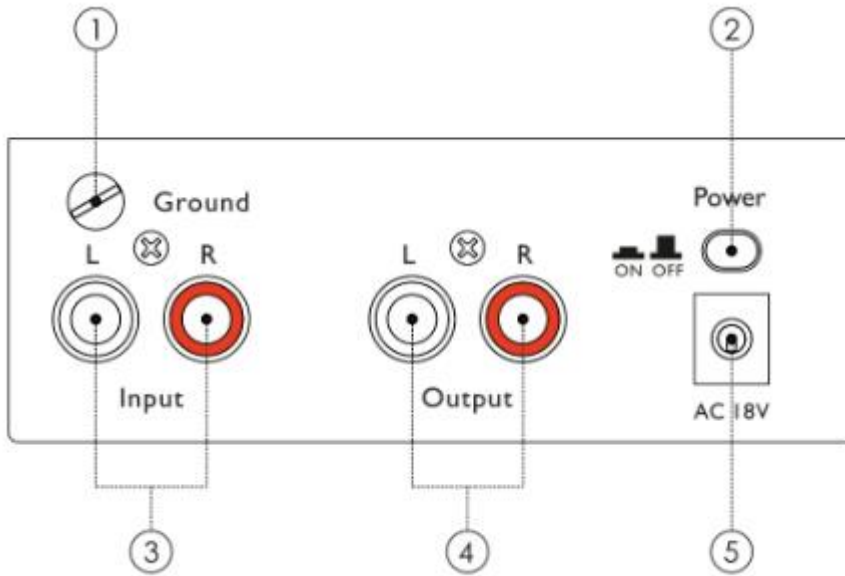 1 2
Ground Power
L R L R
ON OFF
Input Output
AC 18V
3 4 5